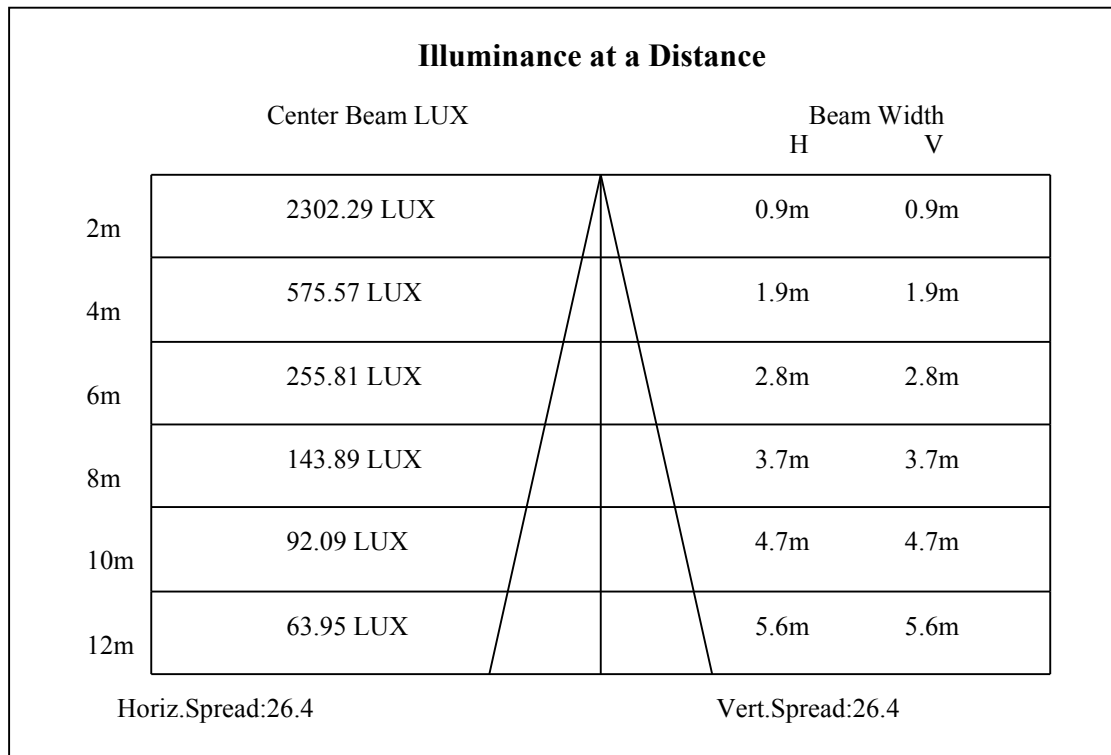 Illuminance at a Distance
Center Beam LUX Beam Width
H V
2m 2302.29 LUX 0.9m 0.9m
4m 575.57 LUX 1.9m 1.9m
6m 255.81 LUX 2.8m 2.8m
8m 143.89 LUX 3.7m 3.7m
10m 92.09 LUX 4.7m 4.7m
12m 63.95 LUX 5.6m 5.6m
Horiz.Spread:26.4 Vert.Spread:26.4